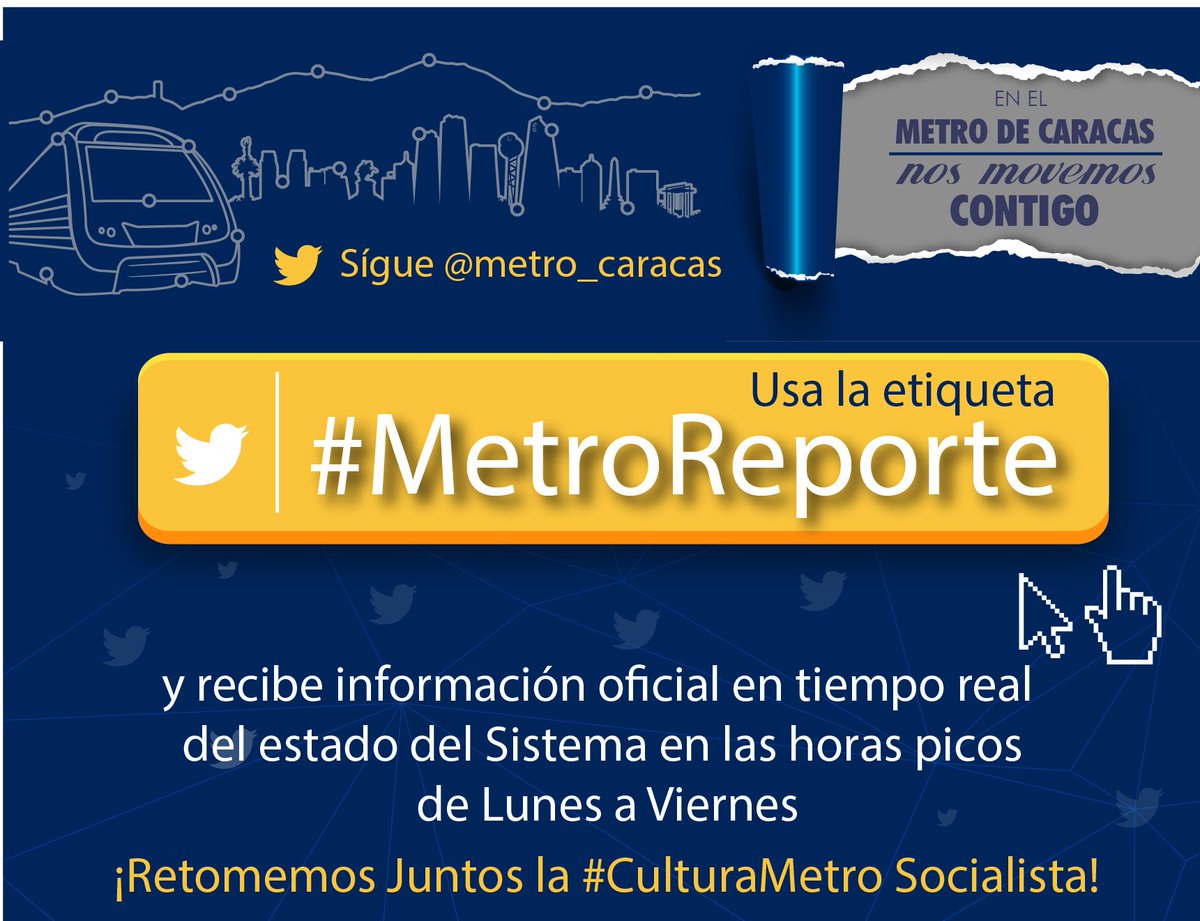 EN EL
METRO DE CARACAS
nos movemos
CONTIGO
Sígue @metro_caracas
Usa la etiqueta
#MetroReporte
y recibe información oficial en tiempo real
del estado del Sistema en las horas picos
de Lunes a Viernes
¡Retomemos Juntos la #CulturaMetro Socialista!